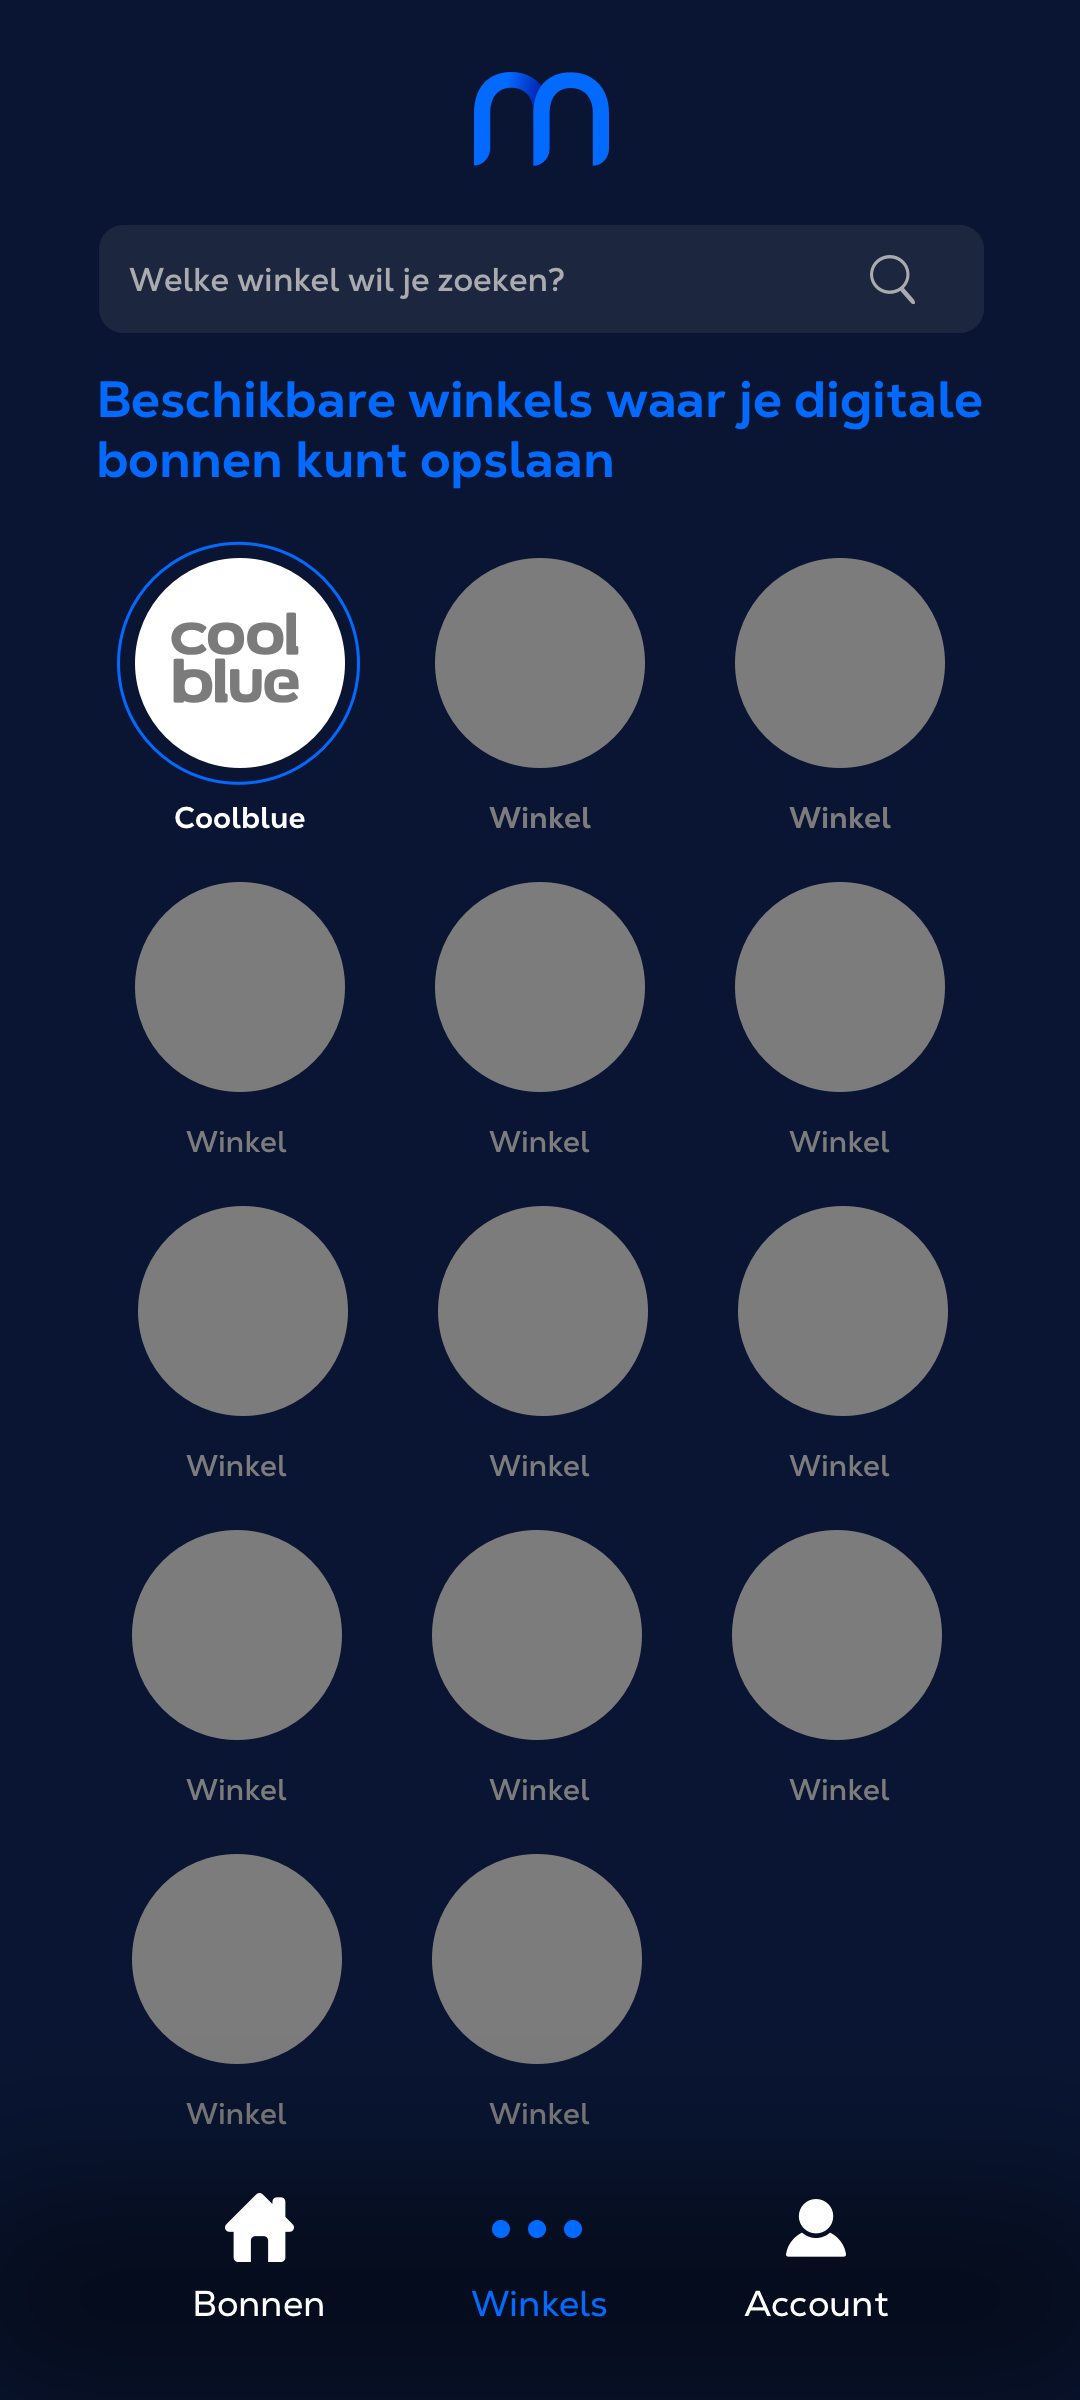 Welke winkel wil je zoeken?
Beschikbare winkels waar je digitale
bonnen kunt opslaan
cool
blue
Coolblue
Winkel
Winkel
Winkel
Winkel
Winkel
Winkel
Winkel
Winkel
Winkel
Winkel
Winkel
Winkel
Winkel
Bonnen
Winkels
Account